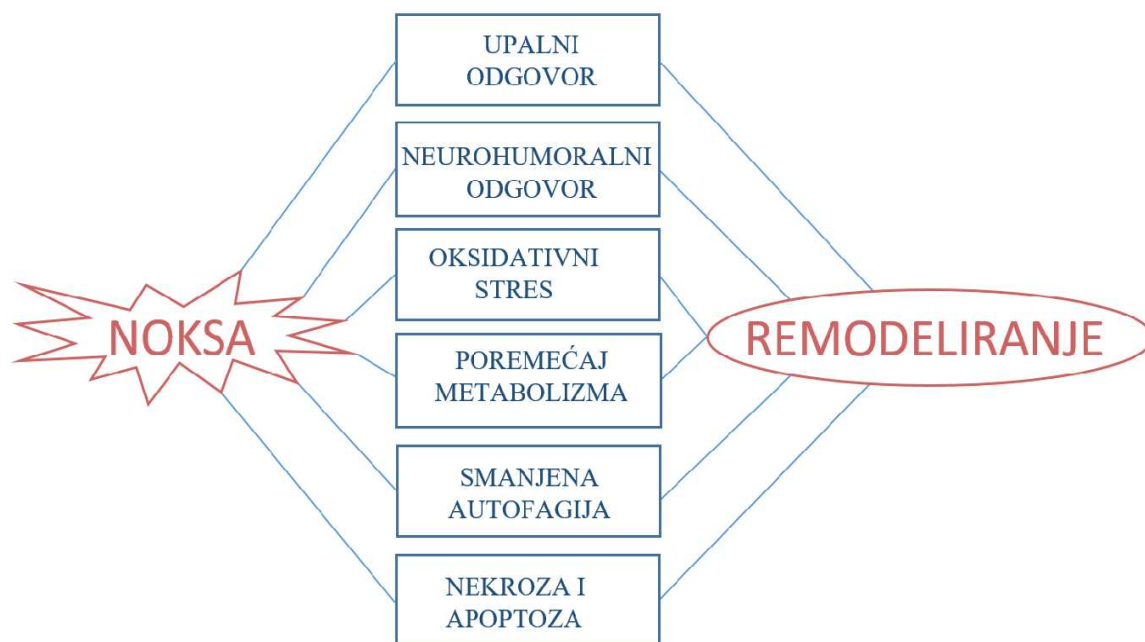 UPALNI
ODGOVOR
NEUROHUMORALNI
ODGOVOR
OKSIDATIVNI
STRES
NOKSA
REMODELIRANJE
POREMEĆAJ
METABOLIZMA
SMANJENA
AUTOFAGIJA
NEKROZA I
APOPTOZA